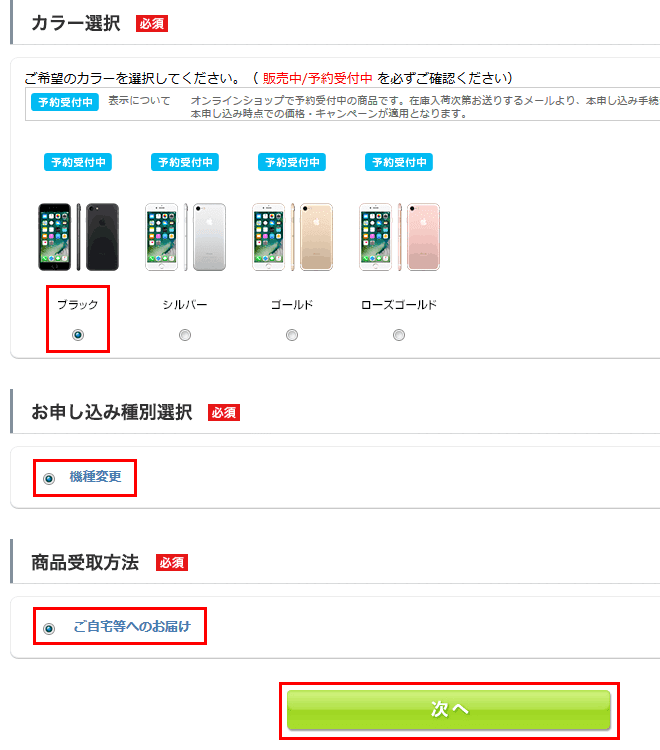 カラー選択 必須
ご希望のカラーを選択してください。（ 販売中/予約受付中 を必ずご確認ください）
予約受付中 表示について オンラインショップで予約受付中の商品です。在庫入荷次第お送りするメールより、本申し込み手続
本申し込み時点での価格・キャンペーンが適用となります。
予約受付中 予約受付中 予約受付中 予約受付中
ブラック シルバー ゴールド ローズゴールド
お申し込み種別選択 必須
機種変更
商品受取方法 必須
ご自宅等へのお届け
次へ